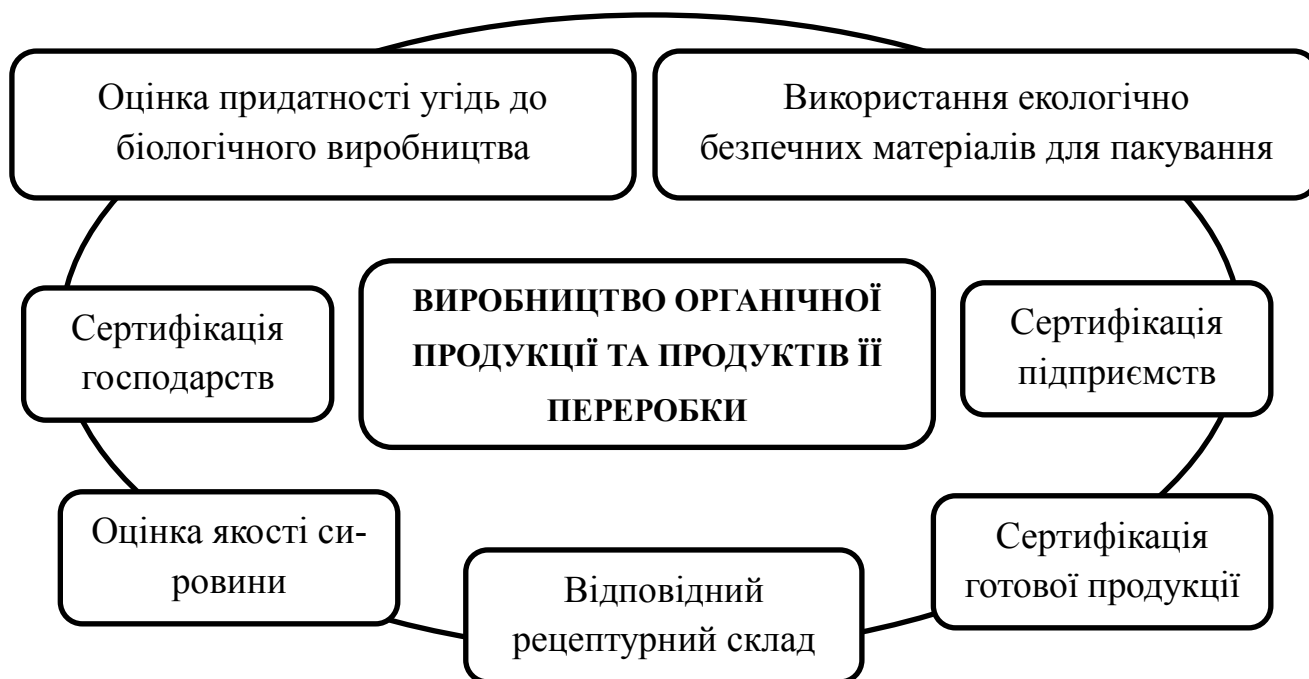 Оцінка придатності угідь до
біологічного виробництва
Використання екологічно
безпечних матеріалів для пакування
Сертифікація
господарств
ВИРОБНИЦТВО ОРГАНІЧНОЇ
ПРОДУКЦІЇ ТА ПРОДУКТІВ ЇЇ
ПЕРЕРОБКИ
Сертифікація
підприємств
Оцінка якості си-
ровини
Відповідний
рецептурний склад
Сертифікація
готової продукції